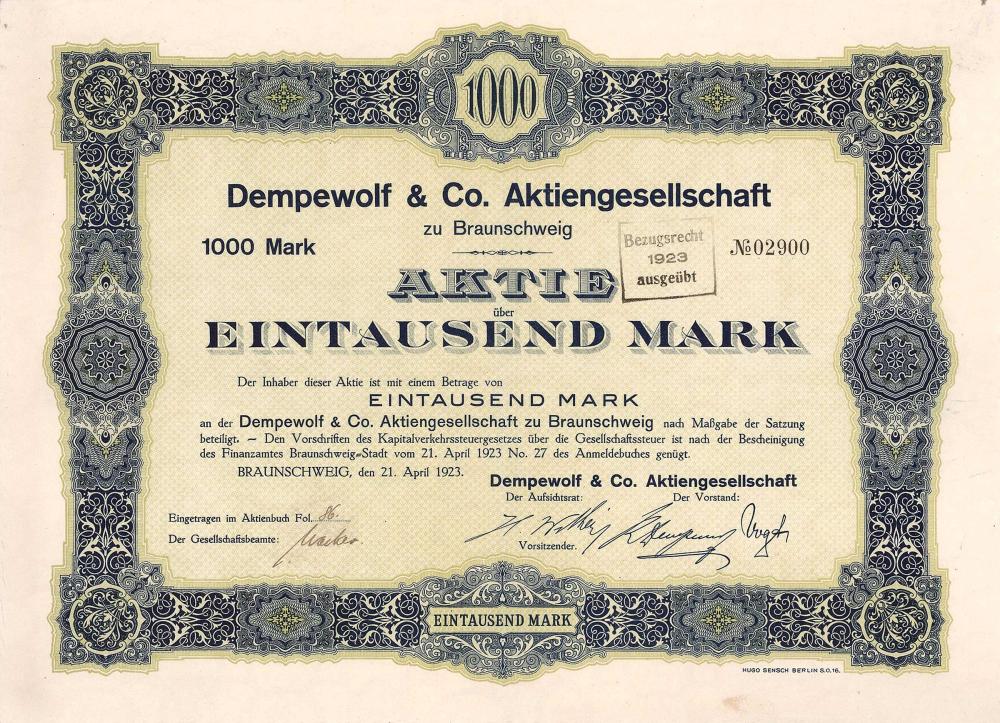 1000
Dempewolf & Co. Aktiengesellschaft
zu Braunschweig
1000 Mark
Bezugsrecht
1923
ausgeübt
№ 02900
AKTIE
über
EINTAUSEND MARK
Der Inhaber dieser Aktie ist mit einem Betrage von
EINTAUSEND MARK
an der Dempewolf & Co. Aktiengesellschaft zu Braunschweig nach Maßgabe der Satzung
beteiligt. — Den Vorschriften des Kapitalverkehrssteuergesetzes über die Gesellschaftssteuer ist nach der Bescheinigung
des Finanzamtes Braunschweig-Stadt vom 21. April 1923 No. 27 des Anmeldebuches genügt.
BRAUNSCHWEIG, den 21. April 1923.
Dempewolf & Co. Aktiengesellschaft
Der Aufsichtsrat: Der Vorstand:
Eingetragen im Aktienbuch Fol. 86.
Der Gesellschaftsbeamte:
Vogt
Vorsitzender.
EINTAUSEND MARK
HUGO SENSCH BERLIN S.O.16.